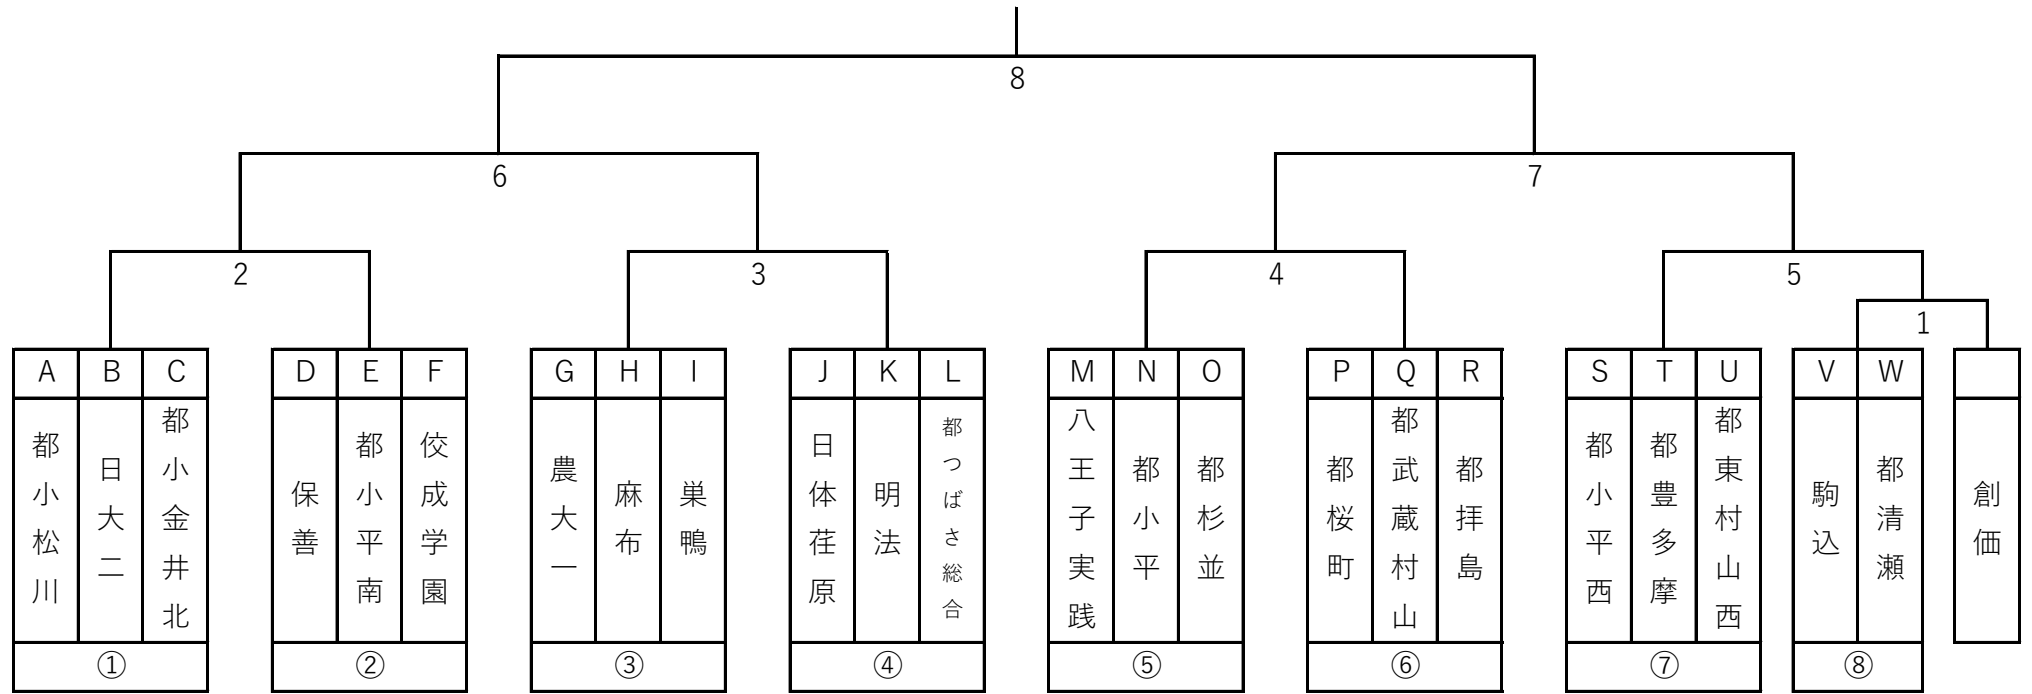 8
6
7
2
3
4
5
1
A B C D E F G H I J K L M N O P Q R S T U V W
都小松川
日大二
都小金井北
保善
都小平南
佼成学園
農大一
麻布
巣鴨
日体荏原
明法
都つばさ総合
八王子実践
都小平
都杉並
都桜町
都武蔵村山
都拝島
都小平西
都豊多摩
都東村山西
駒込
都清瀬
創価
① ② ③ ④ ⑤ ⑥ ⑦ ⑧